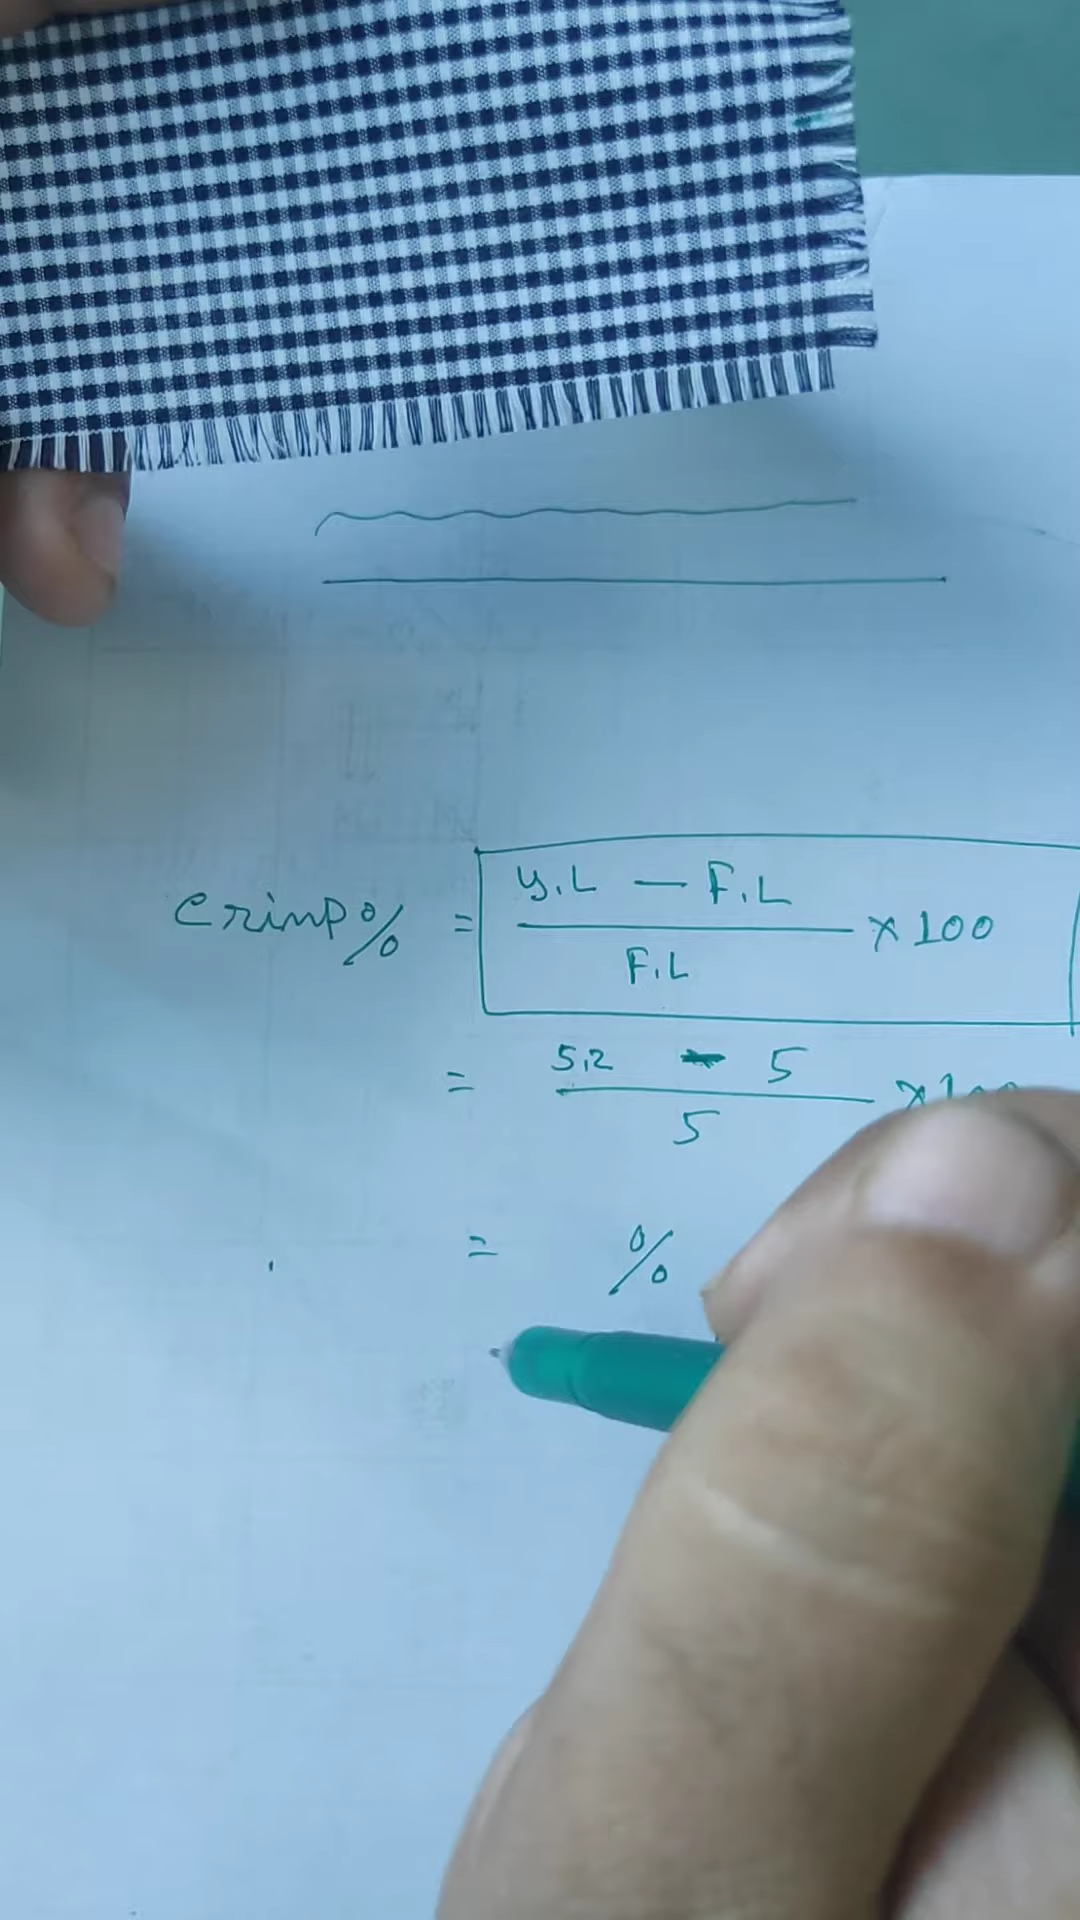 Crimp% = Y.L — F.L
F.L
× 100
= 5.2 - 5
5
= %